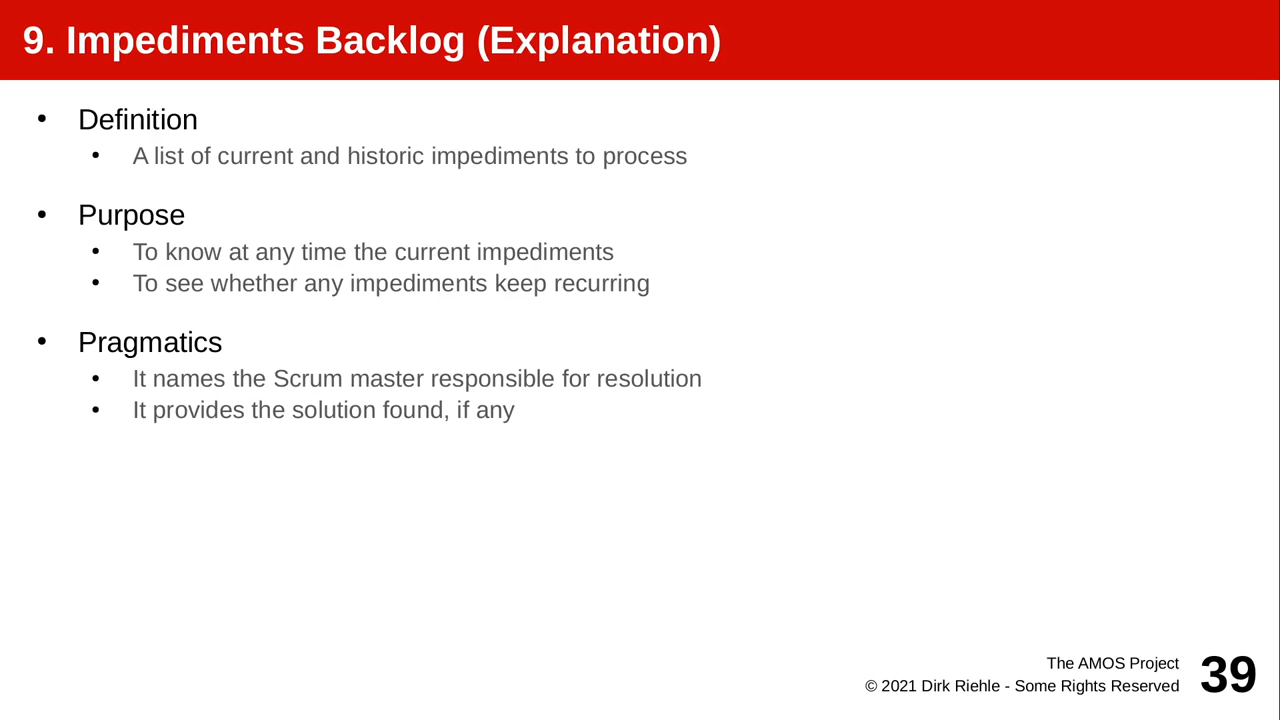 9. Impediments Backlog (Explanation)
• Definition
• A list of current and historic impediments to process
• Purpose
• To know at any time the current impediments
• To see whether any impediments keep recurring
• Pragmatics
• It names the Scrum master responsible for resolution
• It provides the solution found, if any
The AMOS Project
© 2021 Dirk Riehle - Some Rights Reserved
39